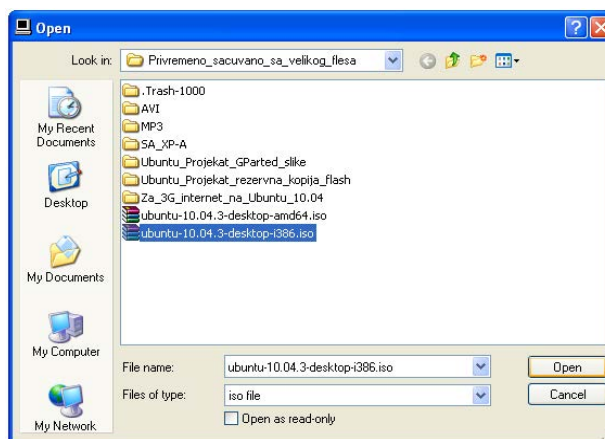 Open
Look in:
Privremeno_sacuvano_sa_velikog_flesa
My Recent
Documents
Desktop
My Documents
My Computer
My Network
.Trash-1000
AVI
MP3
SA_XP-A
Ubuntu_Projekat_GParted_slike
Ubuntu_Projekat_rezervna_kopija_flash
Za_3G_internet_na_Ubuntu_10.04
ubuntu-10.04.3-desktop-amd64.iso
ubuntu-10.04.3-desktop-i386.iso
File name:
ubuntu-10.04.3-desktop-i386.iso
Open
Files of type:
iso file
Cancel
Open as read-only